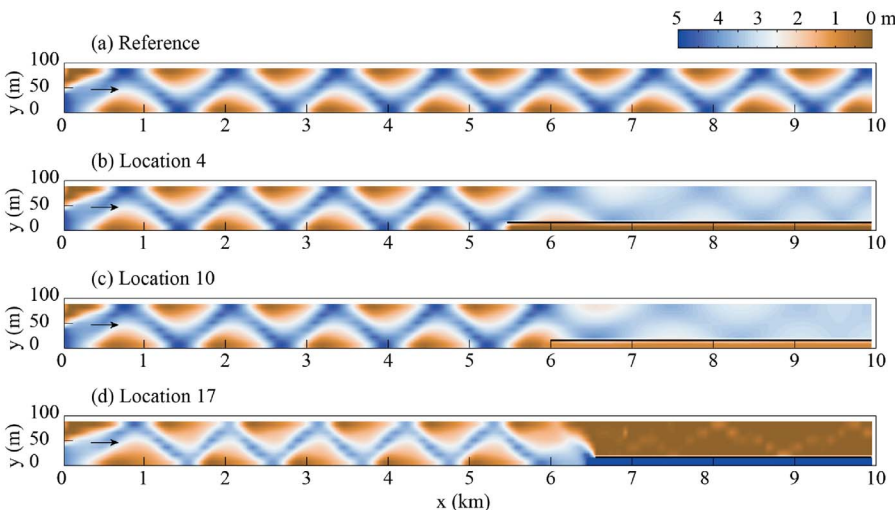 5 4 3 2 1 0 m
(a) Reference
100
50
0
y (m)
0 1 2 3 4 5 6 7 8 9 10
(b) Location 4
100
50
0
y (m)
0 1 2 3 4 5 6 7 8 9 10
(c) Location 10
100
50
0
y (m)
0 1 2 3 4 5 6 7 8 9 10
(d) Location 17
100
50
0
y (m)
0 1 2 3 4 5 6 7 8 9 10
x (km)